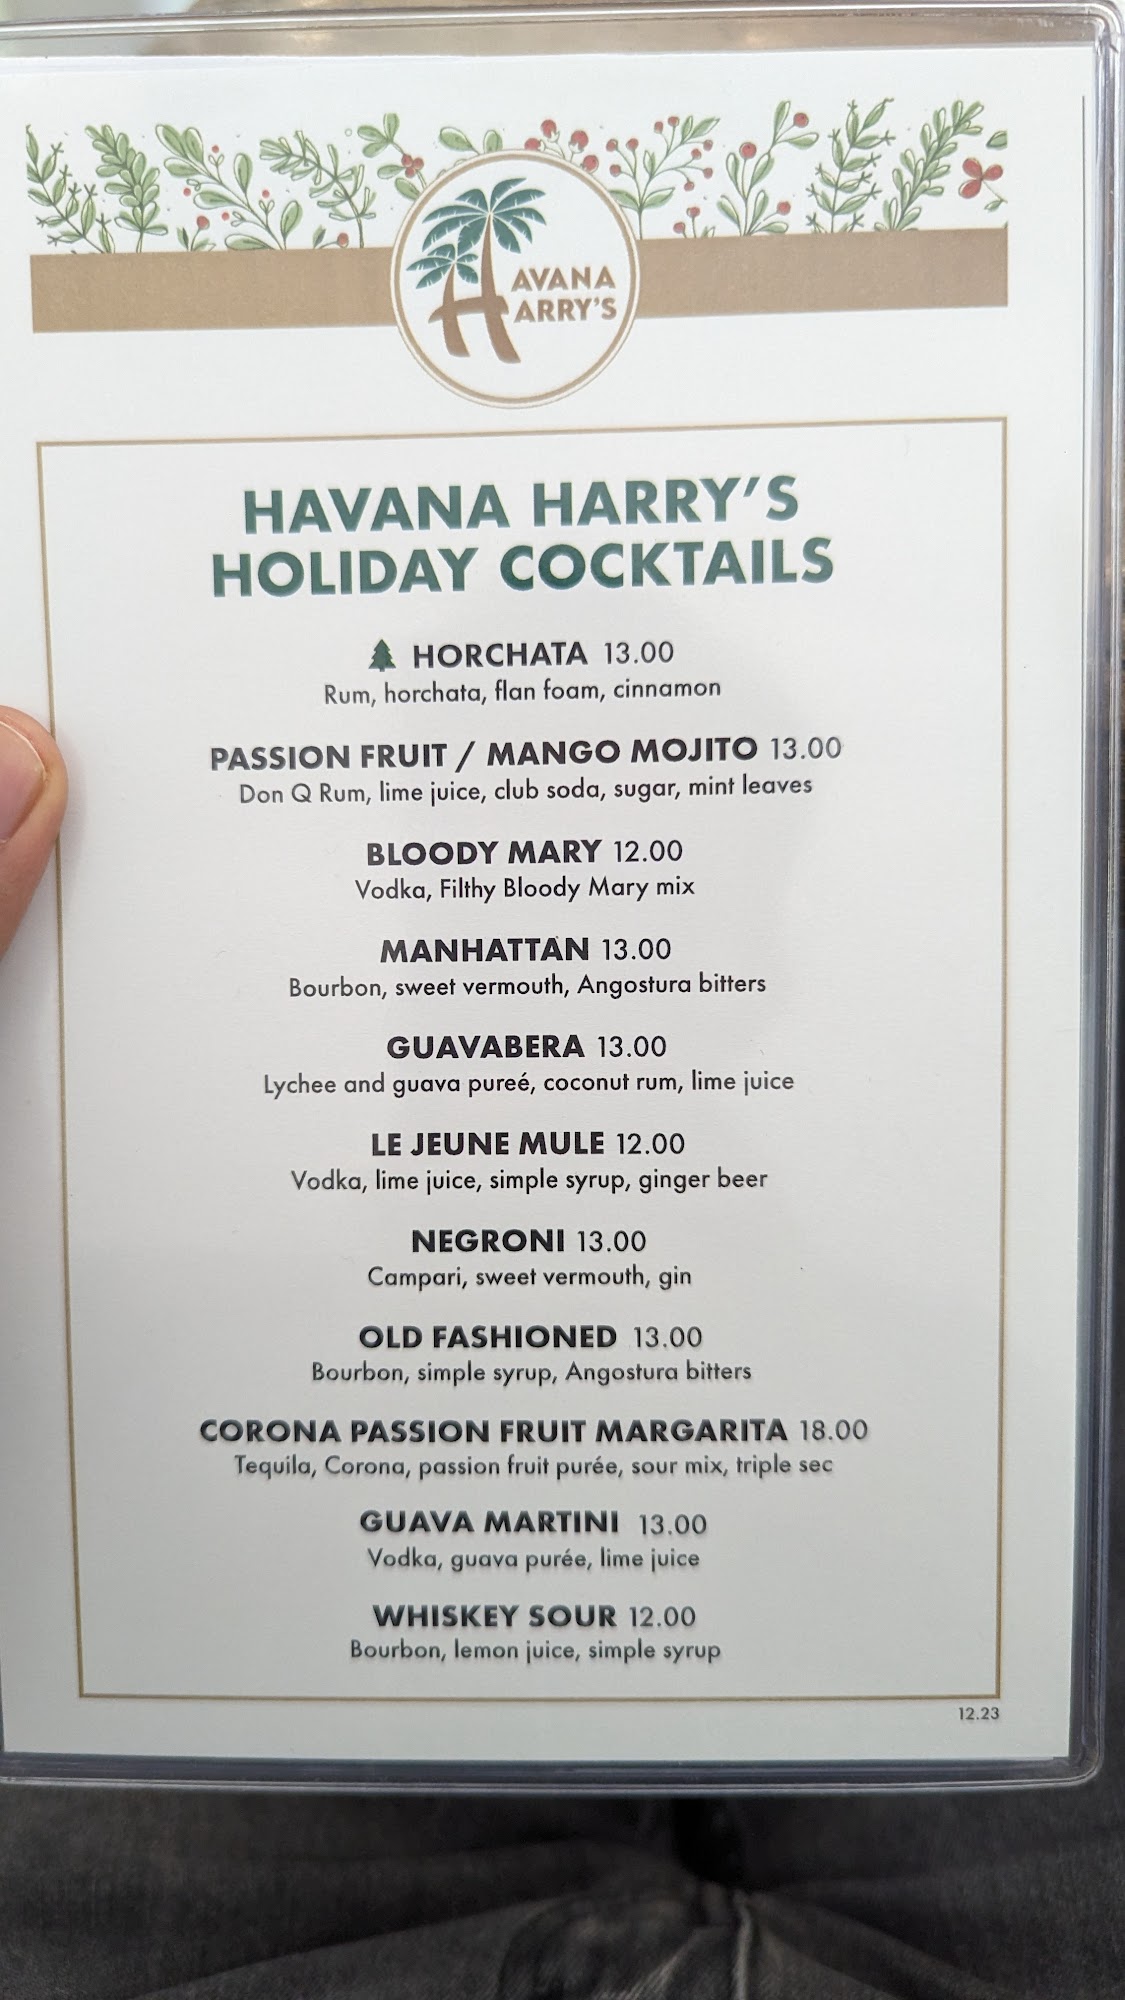 HAVANA
HARRY'S
HAVANA HARRY'S
HOLIDAY COCKTAILS
HORCHATA 13.00
Rum, horchata, flan foam, cinnamon
PASSION FRUIT / MANGO MOJITO 13.00
Don Q Rum, lime juice, club soda, sugar, mint leaves
BLOODY MARY 12.00
Vodka, Filthy Bloody Mary mix
MANHATTAN 13.00
Bourbon, sweet vermouth, Angostura bitters
GUAVABERA 13.00
Lychee and guava pureé, coconut rum, lime juice
LE JEUNE MULE 12.00
Vodka, lime juice, simple syrup, ginger beer
NEGRONI 13.00
Campari, sweet vermouth, gin
OLD FASHIONED 13.00
Bourbon, simple syrup, Angostura bitters
CORONA PASSION FRUIT MARGARITA 18.00
Tequila, Corona, passion fruit purée, sour mix, triple sec
GUAVA MARTINI 13.00
Vodka, guava purée, lime juice
WHISKEY SOUR 12.00
Bourbon, lemon juice, simple syrup
12.23